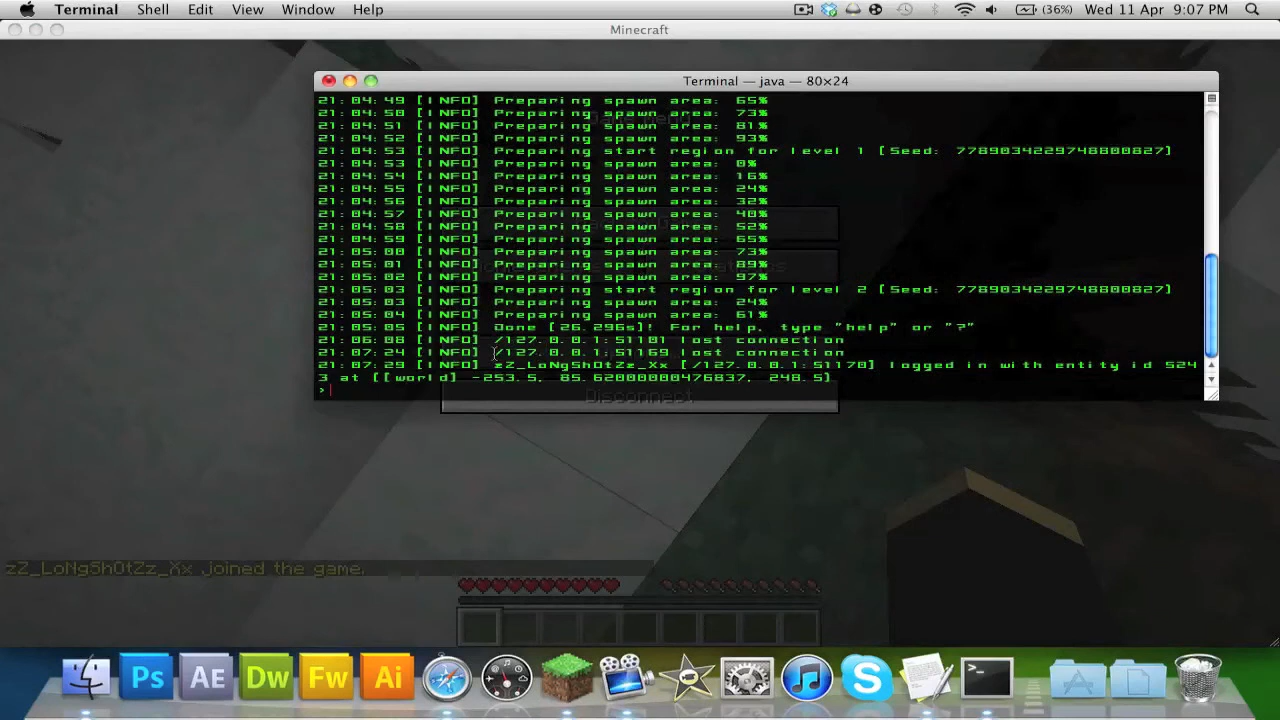 Terminal Shell Edit View Window Help (36%) Wed 11 Apr 9:07 PM
Minecraft
Terminal — java — 80×24
21:04:49 [INFO] Preparing spawn area: 65%
21:04:50 [INFO] Preparing spawn area: 73%
21:04:51 [INFO] Preparing spawn area: 81%
21:04:52 [INFO] Preparing spawn area: 93%
21:04:53 [INFO] Preparing start region for level 1 (Seed: 7789034229748800827)
21:04:53 [INFO] Preparing spawn area: 0%
21:04:54 [INFO] Preparing spawn area: 16%
21:04:55 [INFO] Preparing spawn area: 24%
21:04:56 [INFO] Preparing spawn area: 32%
21:04:57 [INFO] Preparing spawn area: 40%
21:04:58 [INFO] Preparing spawn area: 52%
21:04:59 [INFO] Preparing spawn area: 65%
21:05:00 [INFO] Preparing spawn area: 73%
21:05:01 [INFO] Preparing spawn area: 89%
21:05:02 [INFO] Preparing spawn area: 97%
21:05:03 [INFO] Preparing start region for level 2 (Seed: 7789034229748800827)
21:05:03 [INFO] Preparing spawn area: 24%
21:05:04 [INFO] Preparing spawn area: 61%
21:05:05 [INFO] Done (26.296s)! For help, type "help" or "?"
21:06:08 [INFO] /127.0.0.1:51101 lost connection
21:07:24 [INFO] /127.0.0.1:51169 lost connection
21:07:29 [INFO] zZ_LoNgSh0tZz_Xx [/127.0.0.1:51170] logged in with entity id 524
3 at ([world] -253.5, 85.62000000476837, 248.5)
>
Disconnect
zZ_LoNgSh0tZz_Xx joined the game.
Ps AE Dw Fw Ai